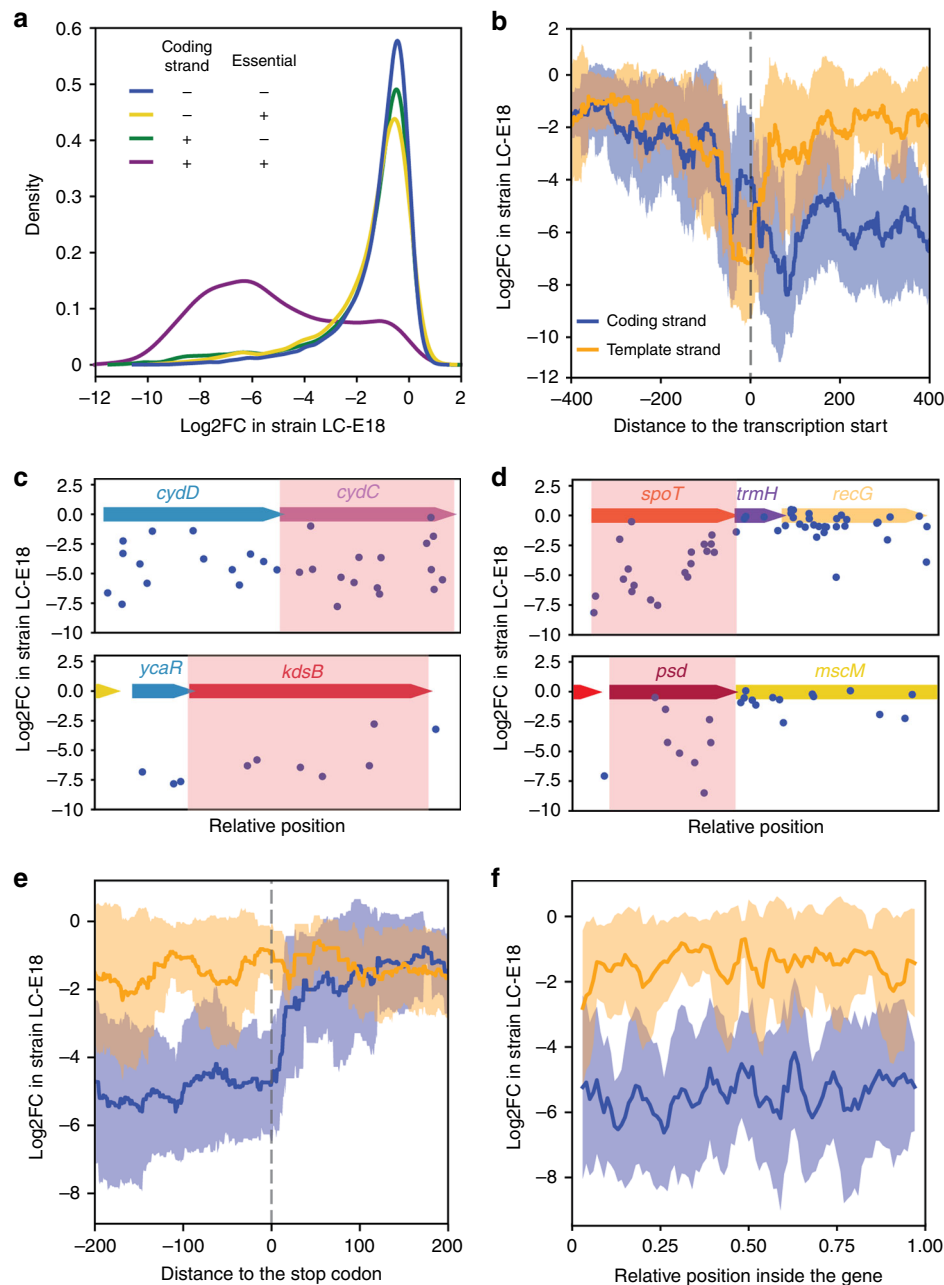 a
Density
0.6
0.5
0.4
0.3
0.2
0.1
0
Coding strand
Essential
– –
– +
+ –
+ +
–12 –10 –8 –6 –4 –2 0 2
Log2FC in strain LC-E18
b
Log2FC in strain LC-E18
2
0
–2
–4
–6
–8
–10
–12
Coding strand
Template strand
–400 –200 0 200 400
Distance to the transcription start
c
Log2FC in strain LC-E18
2.5
0.0
–2.5
–5.0
–7.5
–10
cydD cydC
2.5
0.0
–2.5
–5.0
–7.5
–10
ycaR kdsB
Relative position
d
Log2FC in strain LC-E18
2.5
0.0
–2.5
–5.0
–7.5
–10
spoT trmH recG
2.5
0.0
–2.5
–5.0
–7.5
–10
psd mscM
Relative position
e
Log2FC in strain LC-E18
0
–2
–4
–6
–8
–200 –100 0 100 200
Distance to the stop codon
f
Log2FC in strain LC-E18
0
–2
–4
–6
–8
0 0.25 0.50 0.75 1.00
Relative position inside the gene